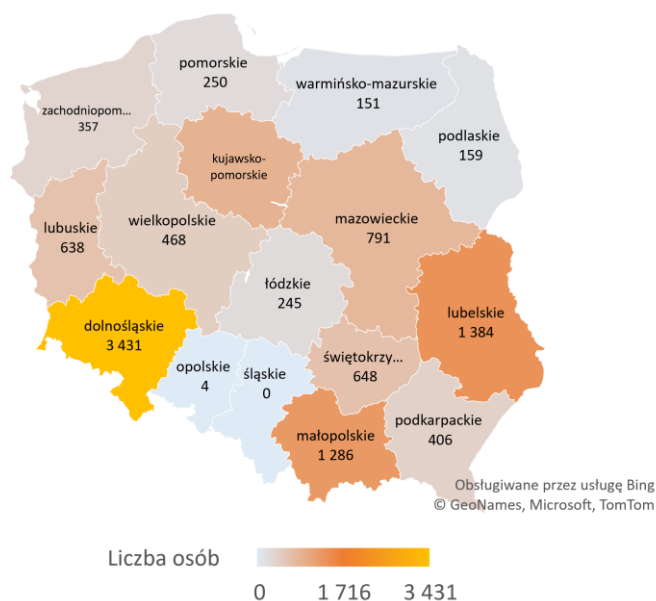 pomorskie
250
warmińsko-mazurskie
151
zachodniopom...
357
podlaskie
159
kujawsko-
pomorskie
wielkopolskie
468
mazowieckie
791
lubuskie
638
łódzkie
245
lubelskie
1 384
dolnośląskie
3 431
opolskie
4
śląskie
0
świętokrzy...
648
małopolskie
1 286
podkarpackie
406
Obsługiwane przez usługę Bing
© GeoNames, Microsoft, TomTom
Liczba osób
0 1 716 3 431